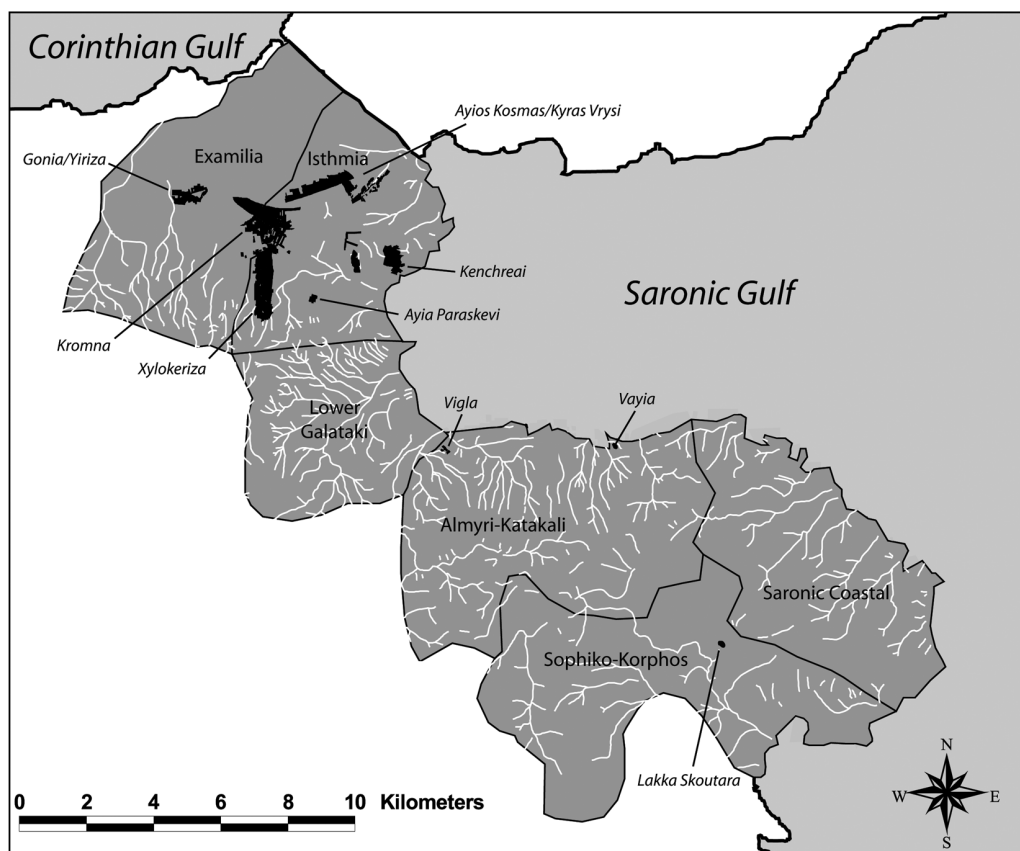 Corinthian Gulf
Ayios Kosmas/Kyras Vrysi
Gonia/Yiriza
Examilia
Isthmia
Kenchreai
Saronic Gulf
Ayia Paraskevi
Kromna
Xylokeriza
Lower
Galataki
Vigla
Vayia
Almyri-Katakali
Saronic Coastal
Sophiko-Korphos
Lakka Skoutara
N
W
E
S
0 2 4 6 8 10 Kilometers